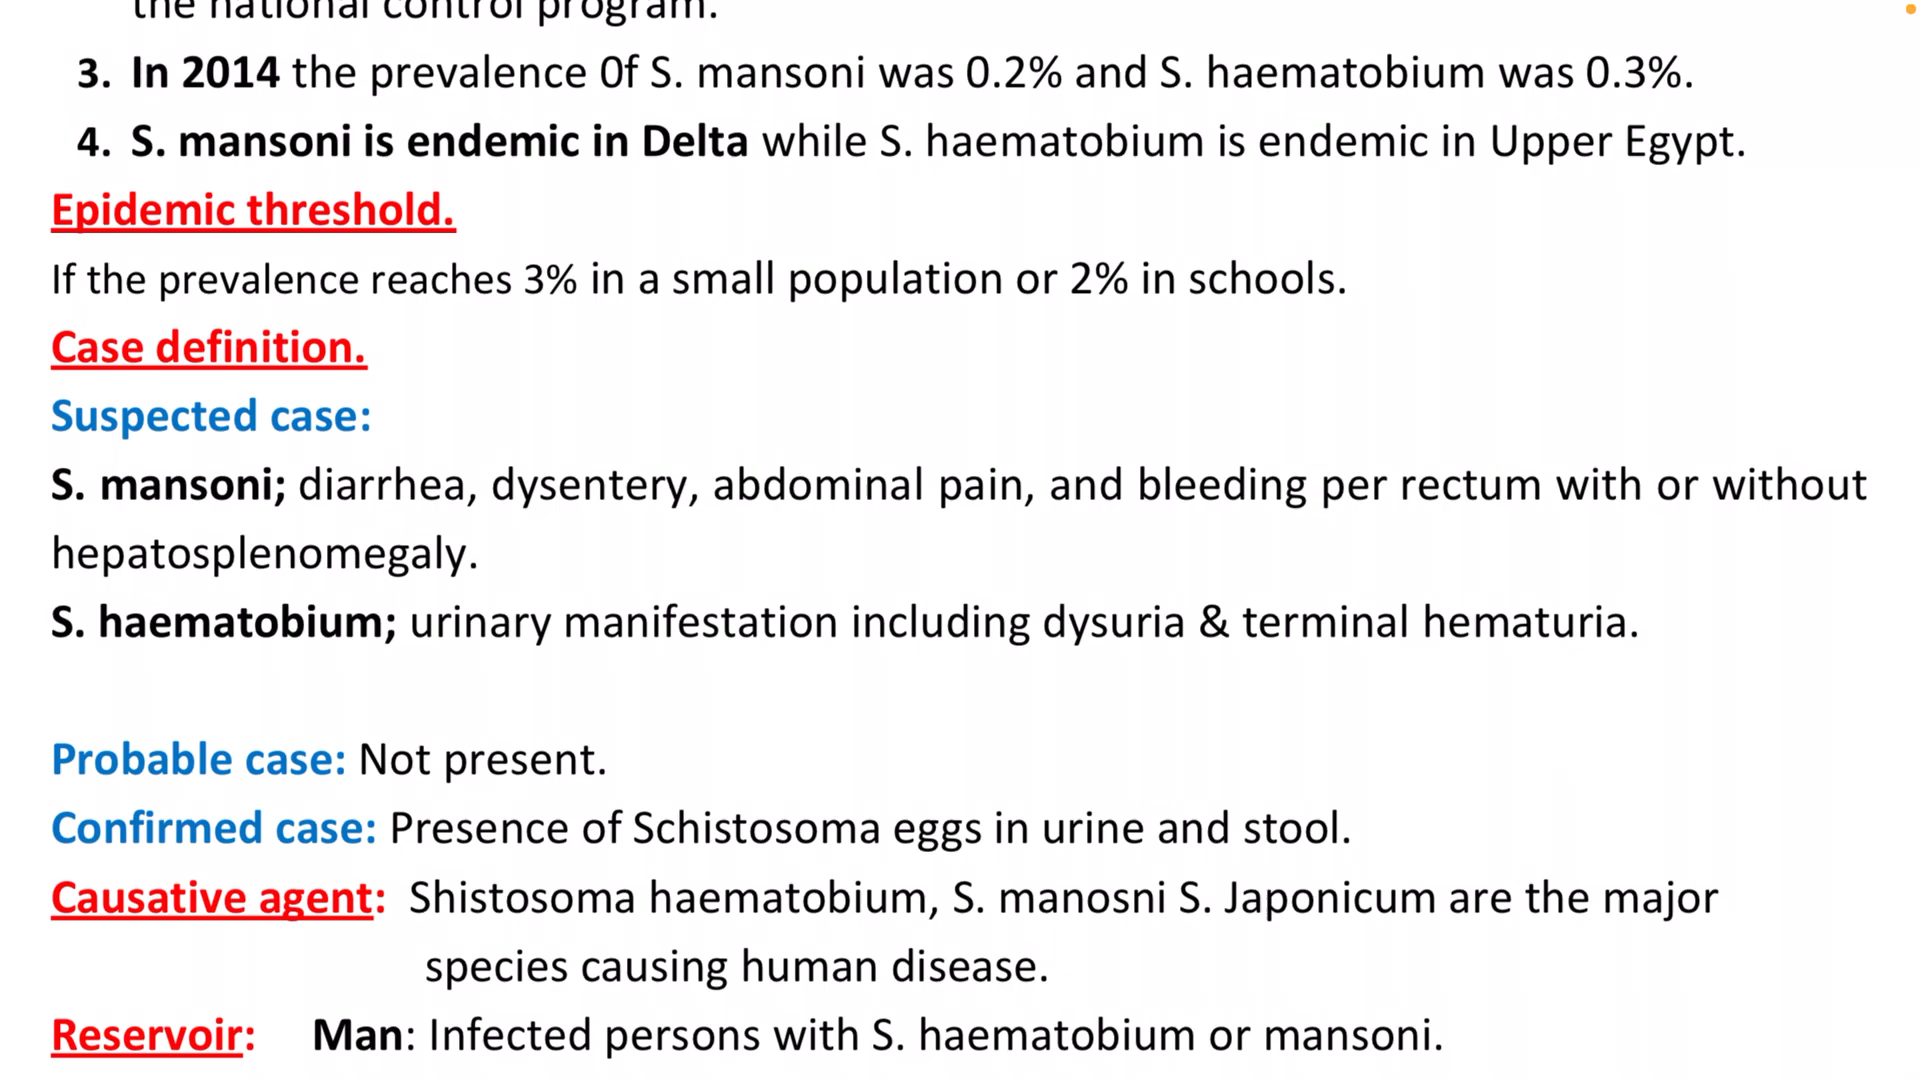 the national control program.
3. In 2014 the prevalence 0f S. mansoni was 0.2% and S. haematobium was 0.3%.
4. S. mansoni is endemic in Delta while S. haematobium is endemic in Upper Egypt.
Epidemic threshold.
If the prevalence reaches 3% in a small population or 2% in schools.
Case definition.
Suspected case:
S. mansoni; diarrhea, dysentery, abdominal pain, and bleeding per rectum with or without
hepatosplenomegaly.
S. haematobium; urinary manifestation including dysuria & terminal hematuria.
Probable case: Not present.
Confirmed case: Presence of Schistosoma eggs in urine and stool.
Causative agent: Shistosoma haematobium, S. manosni S. Japonicum are the major
species causing human disease.
Reservoir: Man: Infected persons with S. haematobium or mansoni.